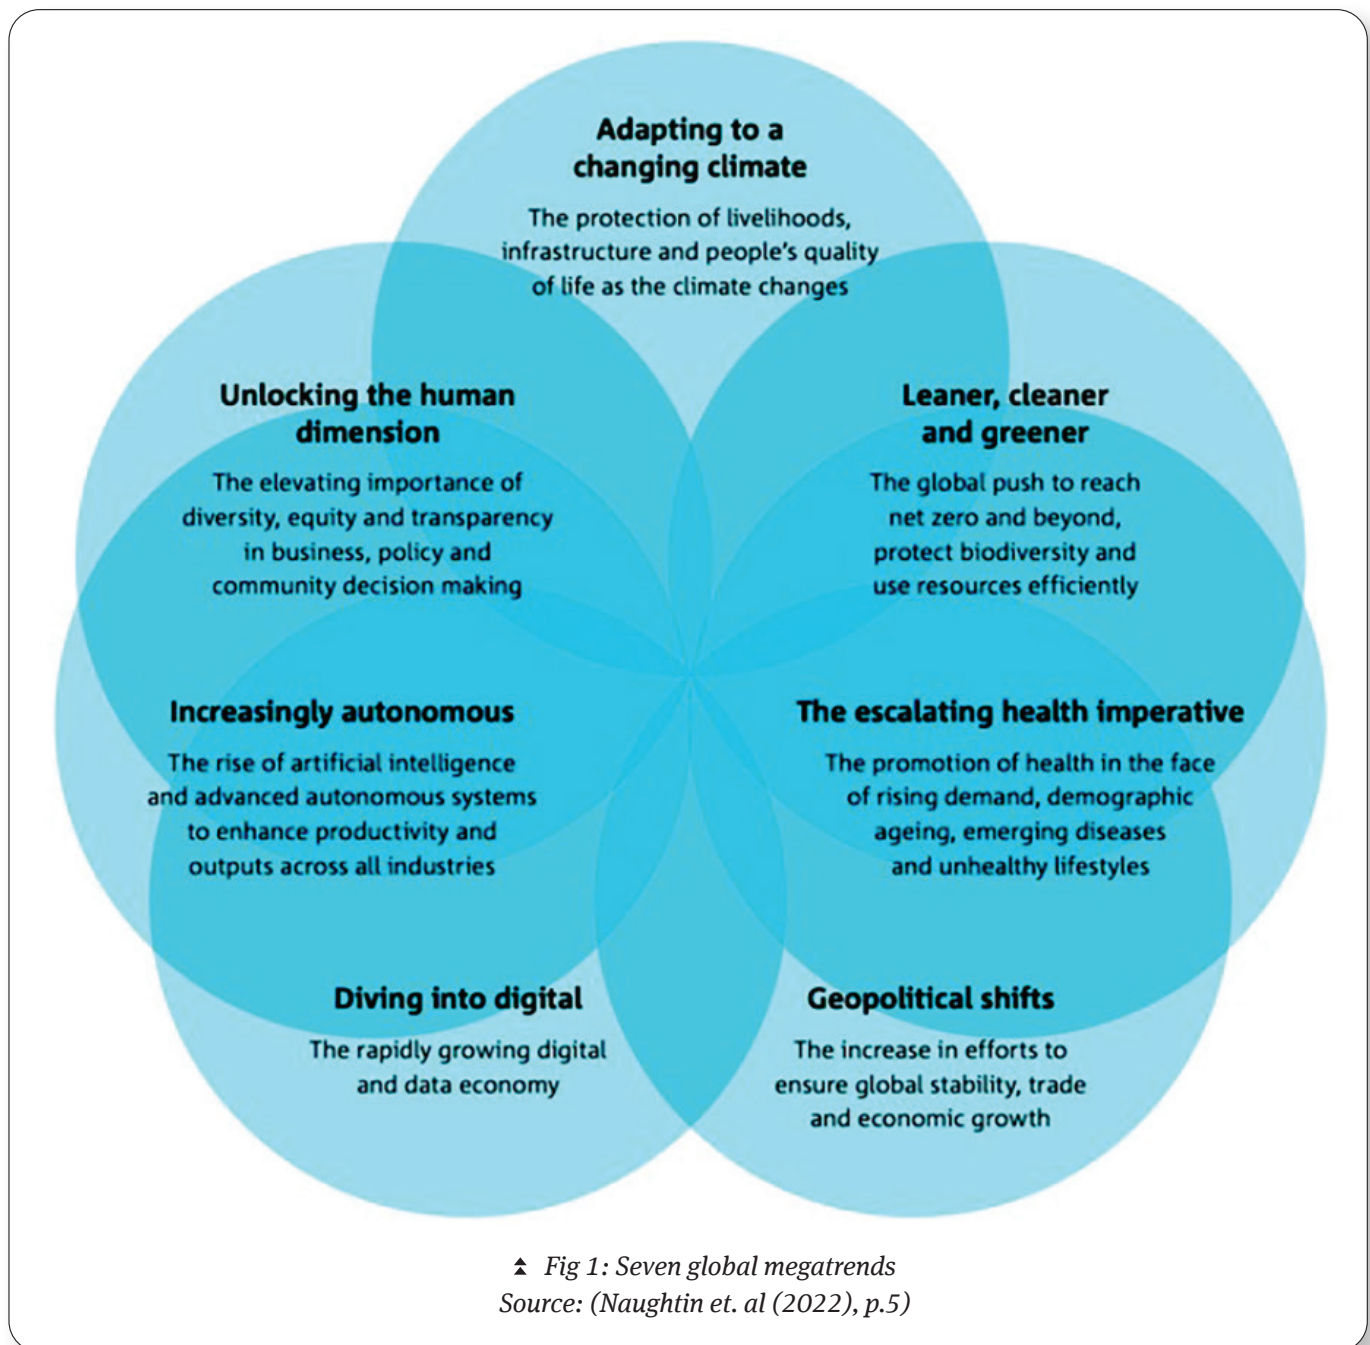 Adapting to a
changing climate
The protection of livelihoods,
infrastructure and people's quality
of life as the climate changes
Unlocking the human
dimension
The elevating importance of
diversity, equity and transparency
in business, policy and
community decision making
Leaner, cleaner
and greener
The global push to reach
net zero and beyond,
protect biodiversity and
use resources efficiently
Increasingly autonomous
The rise of artificial intelligence
and advanced autonomous systems
to enhance productivity and
outputs across all industries
The escalating health imperative
The promotion of health in the face
of rising demand, demographic
ageing, emerging diseases
and unhealthy lifestyles
Diving into digital
The rapidly growing digital
and data economy
Geopolitical shifts
The increase in efforts to
ensure global stability, trade
and economic growth
Fig 1: Seven global megatrends
Source: (Naughtin et. al (2022), p.5)